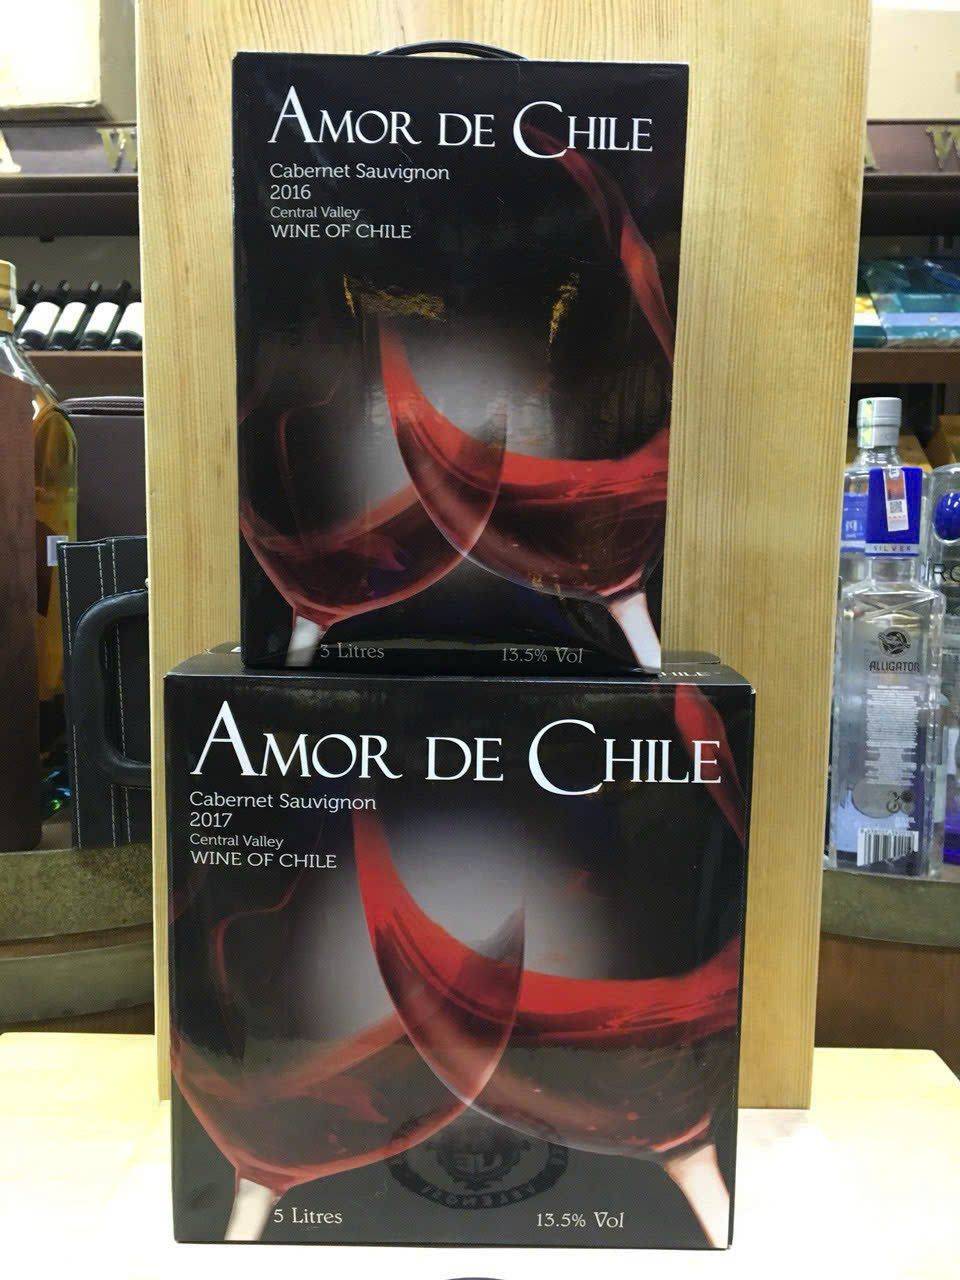 AMOR DE CHILE
Cabernet Sauvignon
2016
Central Valley
WINE OF CHILE
3 Litres
13.5% Vol
AMOR DE CHILE
Cabernet Sauvignon
2017
Central Valley
WINE OF CHILE
5 Litres
13.5% Vol
SILVER
ALLIGATOR